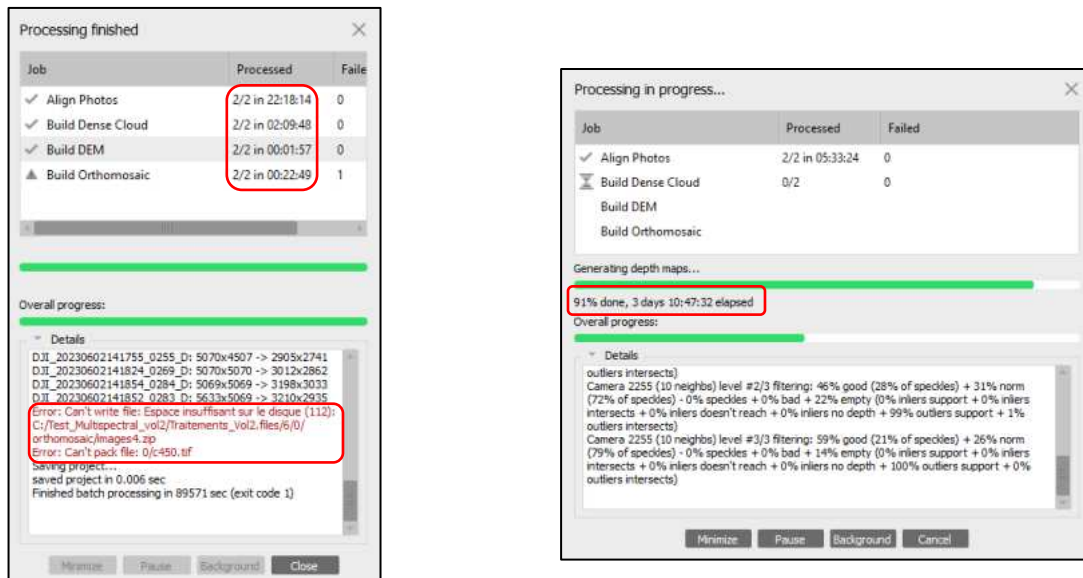 Processing finished
Job Processed Faile
Align Photos 2/2 in 22:18:14 0
Build Dense Cloud 2/2 in 02:09:48 0
Build DEM 2/2 in 00:01:57 0
Build Orthomosaic 2/2 in 00:22:49 1
Overall progress:
Details
DJI_20230602141755_0255_D: 5070x4507 -> 2905x2741
DJI_20230602141824_0269_D: 5070x5070 -> 3012x2862
DJI_20230602141854_0284_D: 5069x5069 -> 3198x3033
DJI_20230602141852_0283_D: 5633x5069 -> 3210x2935
Error: Can't write file: Espace insuffisant sur le disque (112):
C:/Test_Multispectral_vol2/Traitements_Vol2.files/6/0/
orthomosaic/images4.zip
Error: Can't pack file: 0/c450.tif
Saving project...
saved project in 0.006 sec
Finished batch processing in 89571 sec (exit code 1)
Minimize Pause Background Close
Processing in progress...
Job Processed Failed
Align Photos 2/2 in 05:33:24 0
Build Dense Cloud 0/2 0
Build DEM
Build Orthomosaic
Generating depth maps...
91% done, 3 days 10:47:32 elapsed
Overall progress:
Details
outliers intersects)
Camera 2255 (10 neighbs) level #2/3 filtering: 46% good (28% of speckles) + 31% norm
(72% of speckles) - 0% speckles + 0% bad + 22% empty (0% inliers support + 0% inliers
intersects + 0% inliers doesn't reach + 0% inliers no depth + 99% outliers support + 1%
outliers intersects)
Camera 2255 (10 neighbs) level #3/3 filtering: 59% good (21% of speckles) + 26% norm
(79% of speckles) - 0% speckles + 0% bad + 14% empty (0% inliers support + 0% inliers
intersects + 0% inliers doesn't reach + 0% inliers no depth + 100% outliers support + 0%
outliers intersects)
Minimize Pause Background Cancel